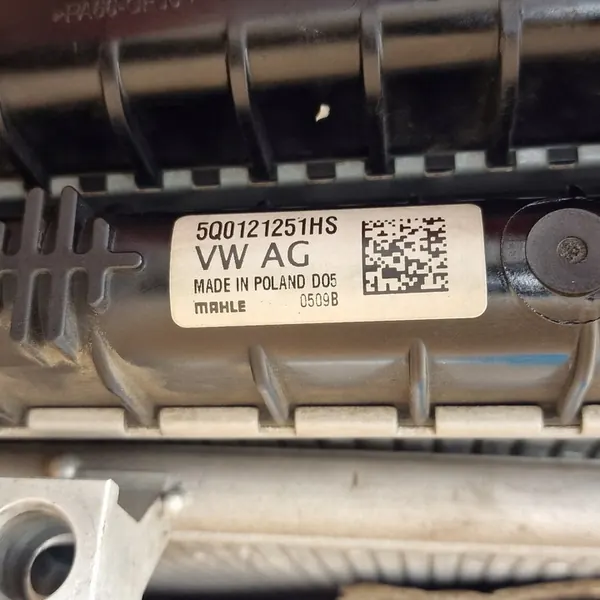 5Q0121251HS
VW AG
MADE IN POLAND D05
MAHLE 0509B